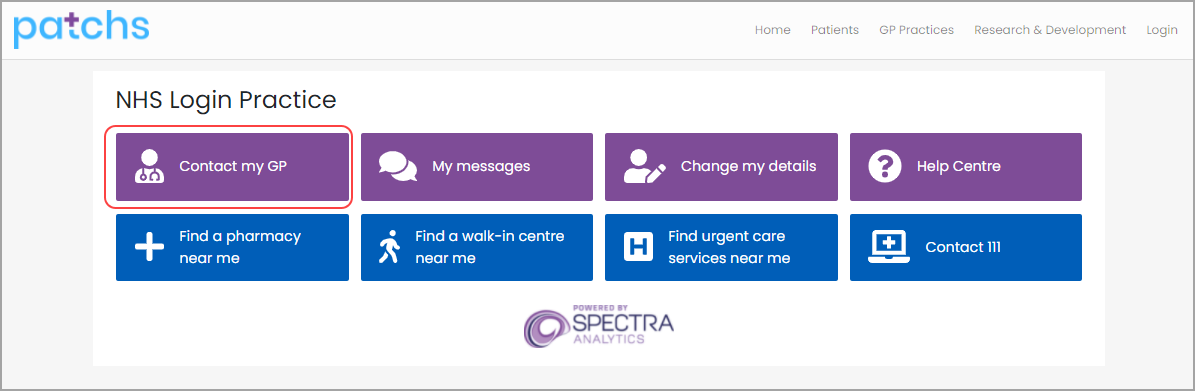 patchs
Home Patients GP Practices Research & Development Login
NHS Login Practice
Contact my GP
My messages
Change my details
Help Centre
Find a pharmacy
near me
Find a walk-in centre
near me
Find urgent care
services near me
Contact 111
POWERED BY
SPECTRA
ANALYTICS